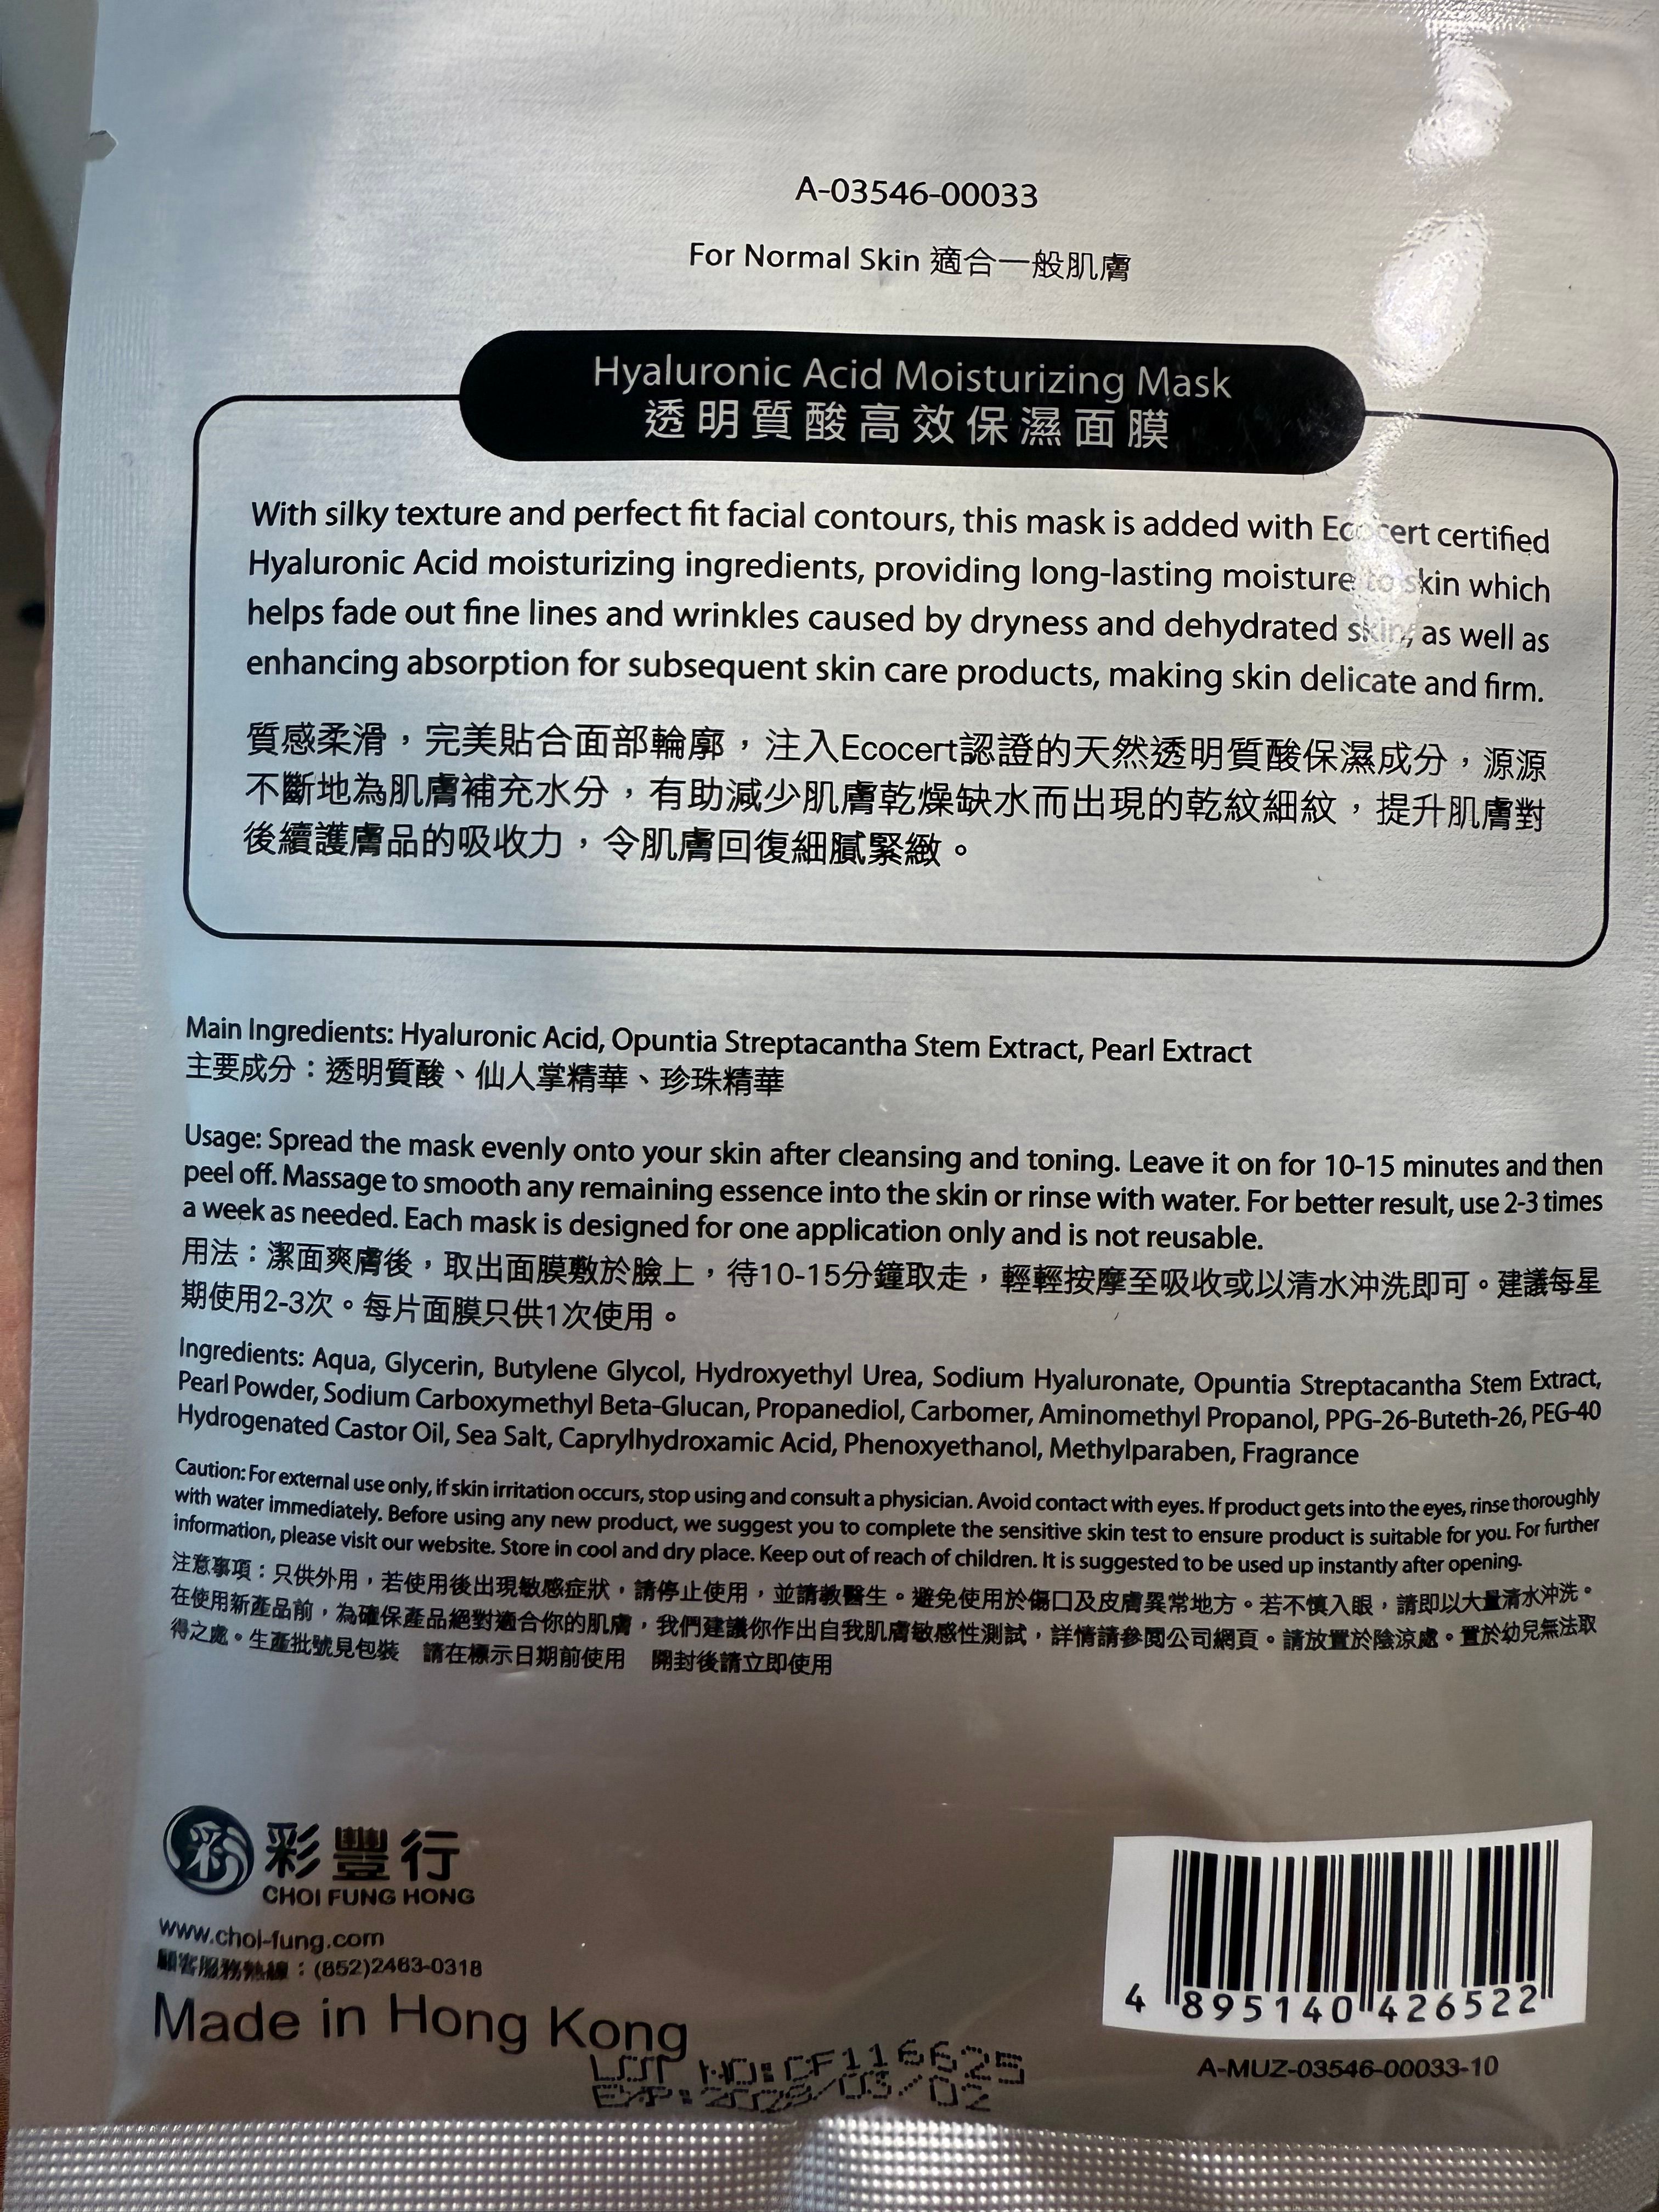 A-03546-00033
For Normal Skin 適合一般肌膚
Hyaluronic Acid Moisturizing Mask
透明質酸高效保濕面膜
With silky texture and perfect fit facial contours, this mask is added with Ecocert certified
Hyaluronic Acid moisturizing ingredients, providing long-lasting moisture to skin which
helps fade out fine lines and wrinkles caused by dryness and dehydrated skin, as well as
enhancing absorption for subsequent skin care products, making skin delicate and firm.
質感柔滑，完美貼合面部輪廓，注入Ecocert認證的天然透明質酸保濕成分，源源
不斷地為肌膚補充水分，有助減少肌膚乾燥缺水而出現的乾紋細紋，提升肌膚對
後續護膚品的吸收力，令肌膚回復細膩緊緻。
Main Ingredients: Hyaluronic Acid, Opuntia Streptacantha Stem Extract, Pearl Extract
主要成分：透明質酸、仙人掌精華、珍珠精華
Usage: Spread the mask evenly onto your skin after cleansing and toning. Leave it on for 10-15 minutes and then
peel off. Massage to smooth any remaining essence into the skin or rinse with water. For better result, use 2-3 times
a week as needed. Each mask is designed for one application only and is not reusable.
用法：潔面爽膚後，取出面膜敷於臉上，待10-15分鐘取走，輕輕按摩至吸收或以清水沖洗即可。建議每星
期使用2-3次。每片面膜只供1次使用。
Ingredients: Aqua, Glycerin, Butylene Glycol, Hydroxyethyl Urea, Sodium Hyaluronate, Opuntia Streptacantha Stem Extract,
Pearl Powder, Sodium Carboxymethyl Beta-Glucan, Propanediol, Carbomer, Aminomethyl Propanol, PPG-26-Buteth-26, PEG-40
Hydrogenated Castor Oil, Sea Salt, Caprylhydroxamic Acid, Phenoxyethanol, Methylparaben, Fragrance
Caution: For external use only, if skin irritation occurs, stop using and consult a physician. Avoid contact with eyes. If product gets into the eyes, rinse thoroughly
with water immediately. Before using any new product, we suggest you to complete the sensitive skin test to ensure product is suitable for you. For further
information, please visit our website. Store in cool and dry place. Keep out of reach of children. It is suggested to be used up instantly after opening.
注意事項：只供外用，若使用後出現敏感症狀，請停止使用，並請教醫生。避免使用於傷口及皮膚異常地方。若不慎入眼，請即以大量清水沖洗。
在使用新產品前，為確保產品絕對適合你的肌膚，我們建議你作出自我肌膚敏感性測試，詳情請參閱公司網頁。請放置於陰涼處。置於幼兒無法取
得之處。生產批號見包裝 請在標示日期前使用 開封後請立即使用
彩 彩豐行
CHOI FUNG HONG
www.choi-fung.com
顧客服務熱線：(852)2463-0318
Made in Hong Kong
LOT NO:CF116625
EXP:2028/03/02
4 895140 426522
A-MUZ-03546-00033-10